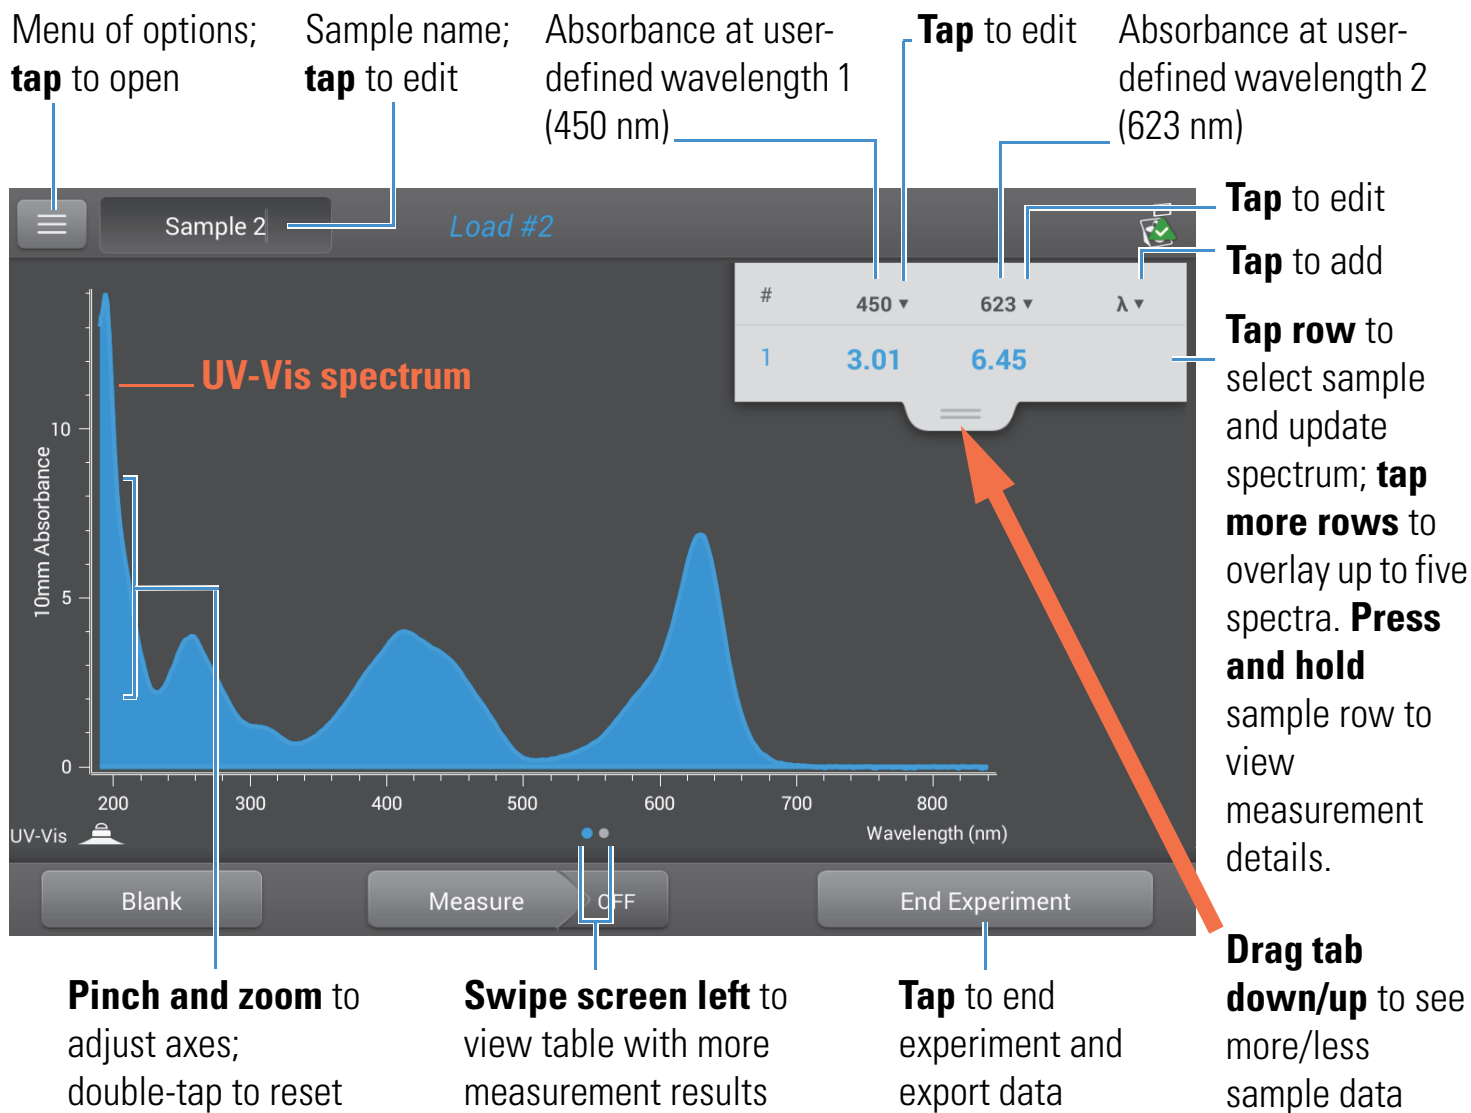 Menu of options;
tap to open
Sample name;
tap to edit
Absorbance at user-
defined wavelength 1
(450 nm)
Tap to edit
Absorbance at user-
defined wavelength 2
(623 nm)
Tap to edit
Tap to add
Tap row to
select sample
and update
spectrum; tap
more rows to
overlay up to five
spectra. Press
and hold
sample row to
view
measurement
details.
Sample 2
Load #2
# 450 623 λ
1 3.01 6.45
UV-Vis spectrum
10mm Absorbance
10
5
0
200 300 400 500 600 700 800
UV-Vis
Wavelength (nm)
Blank
Measure
OFF
End Experiment
Pinch and zoom to
adjust axes;
double-tap to reset
Swipe screen left to
view table with more
measurement results
Tap to end
experiment and
export data
Drag tab
down/up to see
more/less
sample data